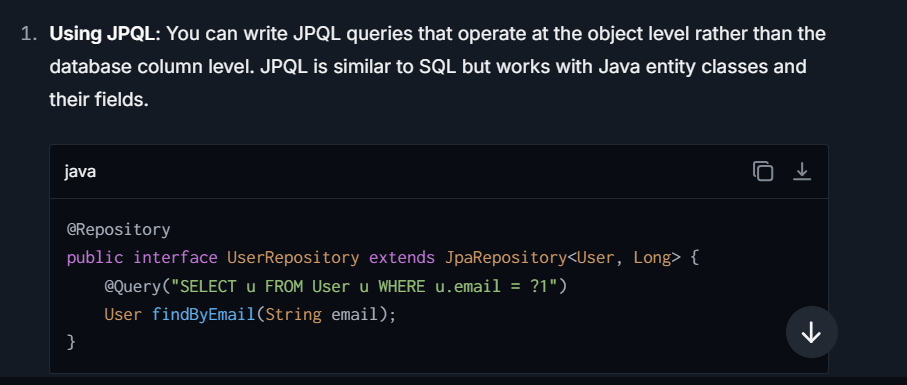 1. Using JPQL: You can write JPQL queries that operate at the object level rather than the
database column level. JPQL is similar to SQL but works with Java entity classes and
their fields.
java
@Repository
public interface UserRepository extends JpaRepository<User, Long> {
    @Query("SELECT u FROM User u WHERE u.email = ?1")
    User findByEmail(String email);
}